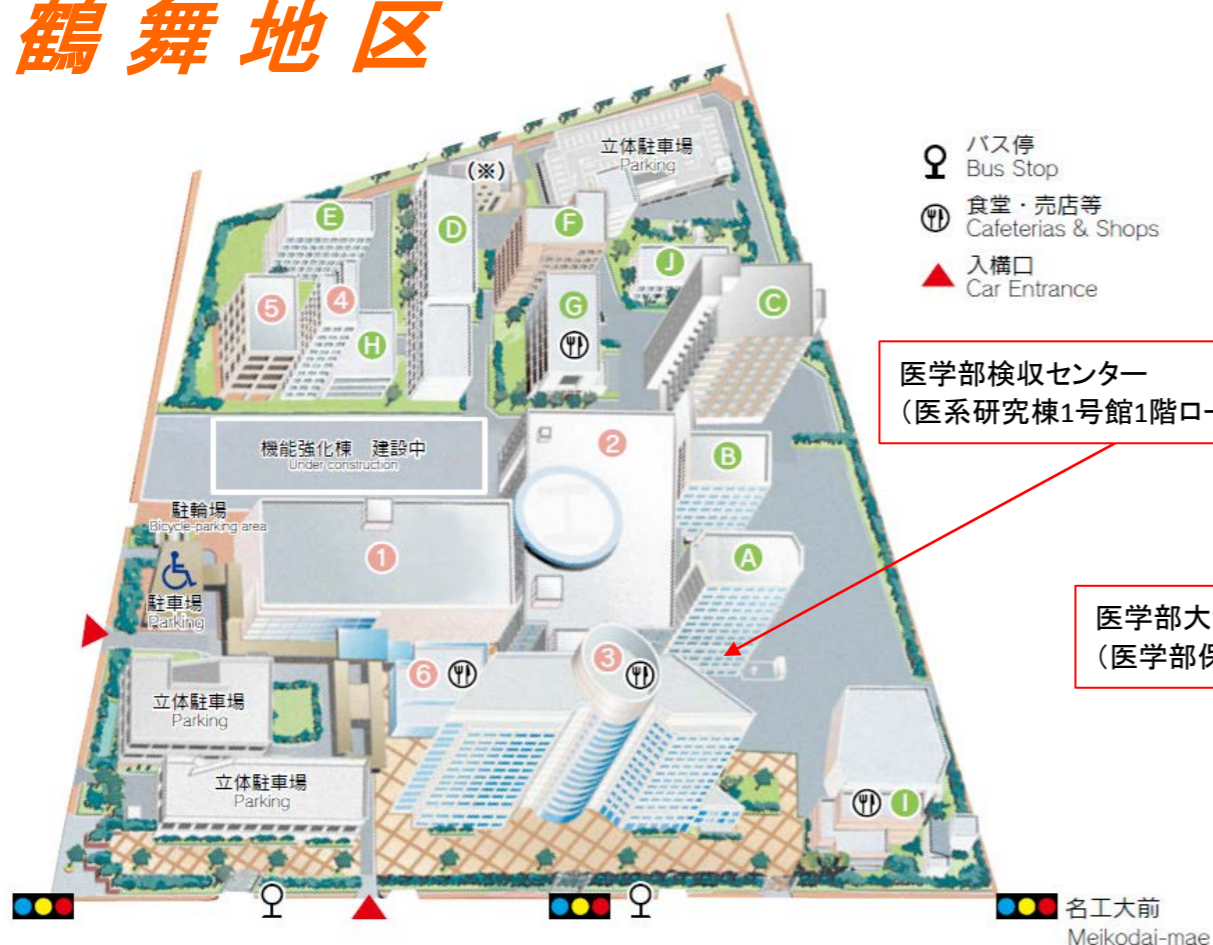 鶴舞地区
立体駐車場
Parking
(※)
E
D
F
J
5
4
H
G
C
バス停
Bus Stop
食堂・売店等
Cafeterias & Shops
入構口
Car Entrance
医学部検収センター
（医系研究棟1号館1階ロー
機能強化棟 建設中
Under construction
2
B
駐輪場
Bicycle-parking area
1
A
駐車場
Parking
医学部大
（医学部保
6
3
立体駐車場
Parking
立体駐車場
Parking
I
名工大前
Meikodai-mae